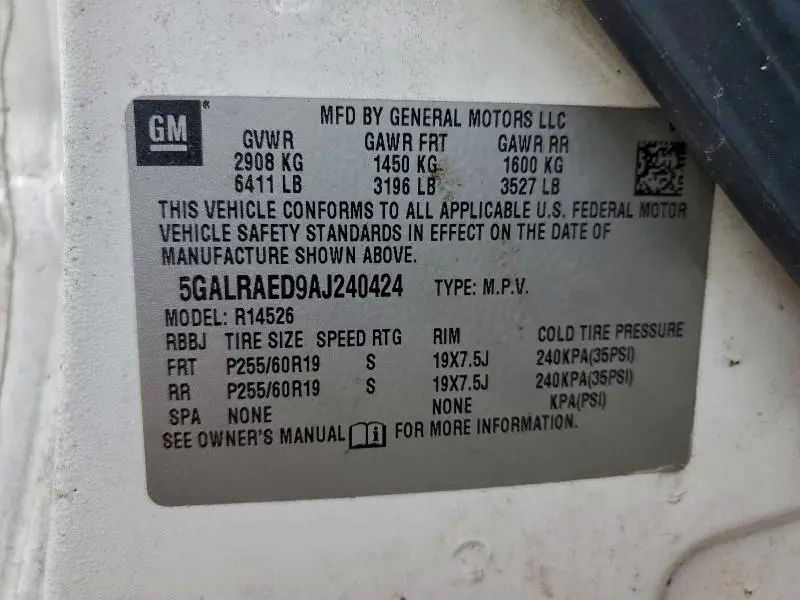 GM
MFD BY GENERAL MOTORS LLC
GVWR GAWR FRT GAWR RR
2908 KG 1450 KG 1600 KG
6411 LB 3196 LB 3527 LB
THIS VEHICLE CONFORMS TO ALL APPLICABLE U.S. FEDERAL MOTOR
VEHICLE SAFETY STANDARDS IN EFFECT ON THE DATE OF
MANUFACTURE SHOWN ABOVE.
5GALRAED9AJ240424 TYPE: M.P.V.
MODEL: R14526
RBBJ TIRE SIZE SPEED RTG RIM COLD TIRE PRESSURE
FRT P255/60R19 S 19X7.5J 240KPA(35PSI)
RR P255/60R19 S 19X7.5J 240KPA(35PSI)
SPA NONE NONE KPA(PSI)
SEE OWNER'S MANUAL FOR MORE INFORMATION.